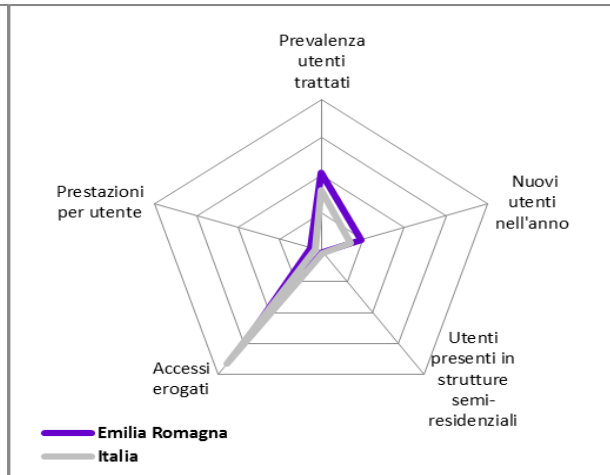 Prevalenza
utenti
trattati
Nuovi
utenti
nell'anno
Prestazioni
per utente
Utenti
presenti in
strutture
semi-
residenziali
Accessi
erogati
Emilia Romagna
Italia